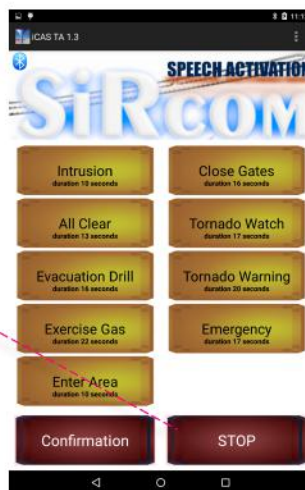 11:1
iCAS TA 1.3
SPEECH ACTIVATION
SiRcom
Intrusion
duration 10 seconds
Close Gates
duration 16 seconds
All Clear
duration 13 seconds
Tornado Watch
duration 17 seconds
Evacuation Drill
duration 16 seconds
Tornado Warning
duration 20 seconds
Exercise Gas
duration 22 seconds
Emergency
duration 17 seconds
Enter Area
duration 10 seconds
Confirmation
STOP